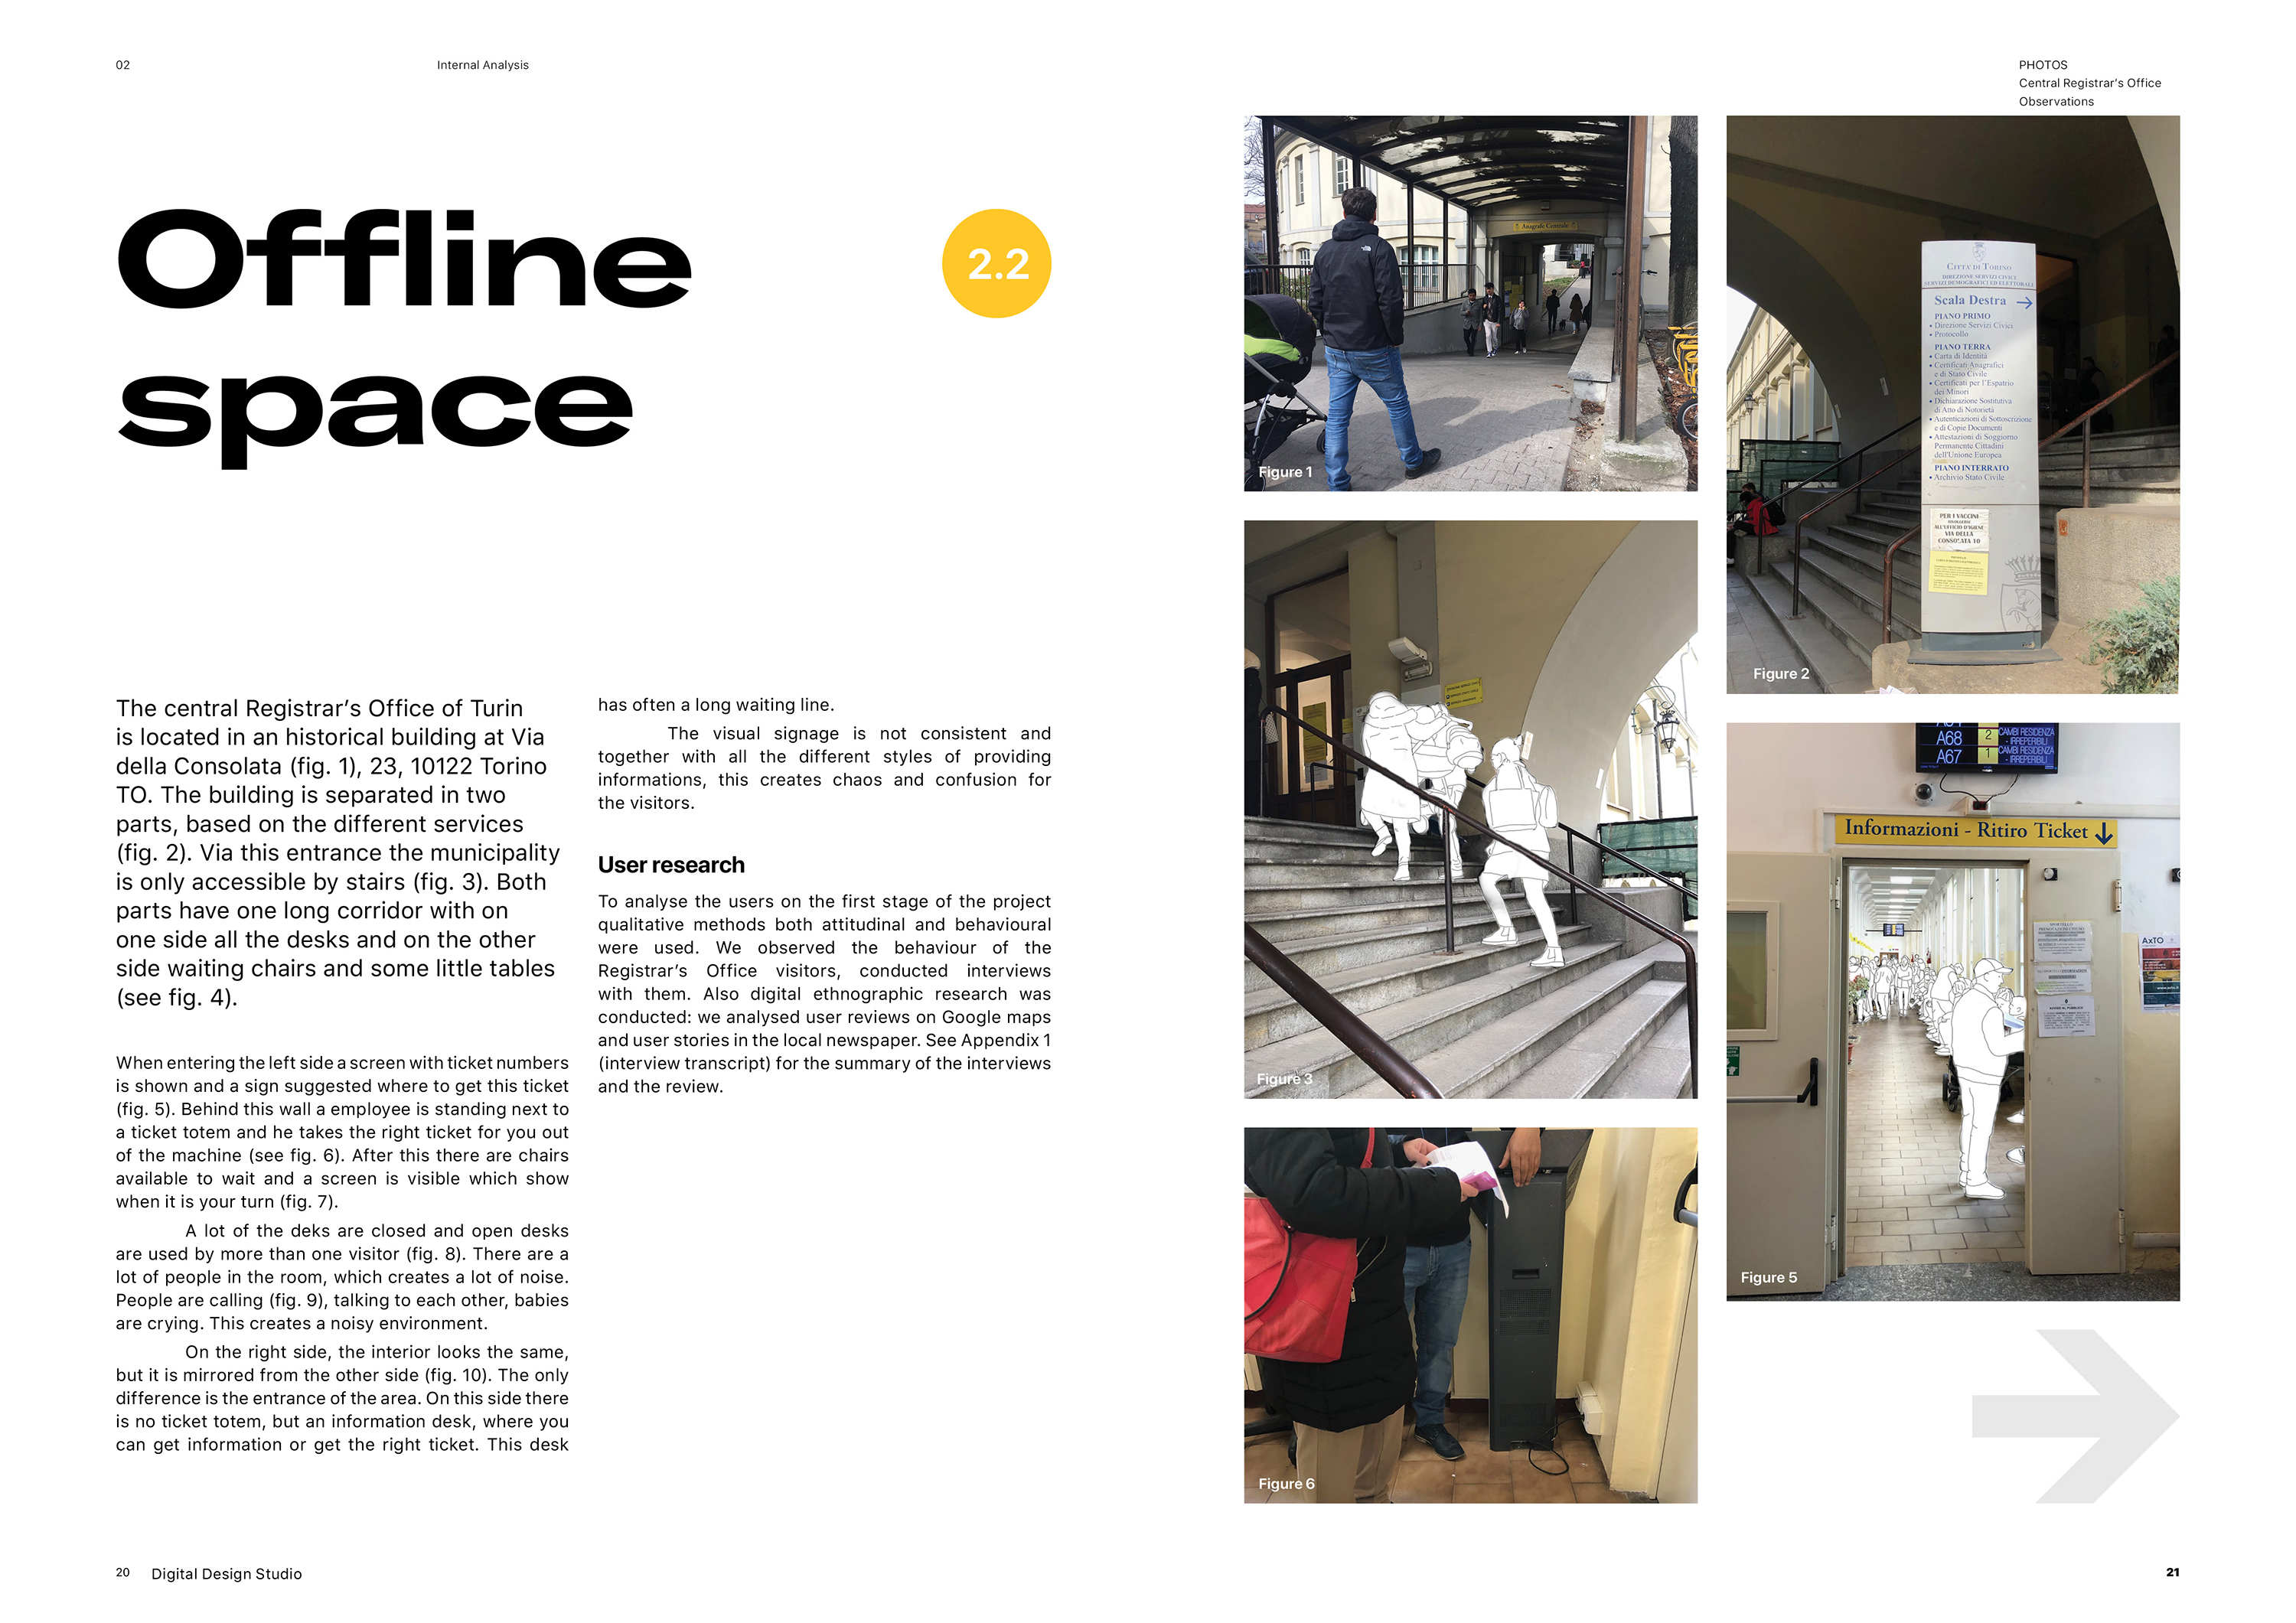 02
Internal Analysis
Offline
space
2.2
The central Registrar's Office of Turin
is located in an historical building at Via
della Consolata (fig. 1), 23, 10122 Torino
TO. The building is separated in two
parts, based on the different services
(fig. 2). Via this entrance the municipality
is only accessible by stairs (fig. 3). Both
parts have one long corridor with on
one side all the desks and on the other
side waiting chairs and some little tables
(see fig. 4).
When entering the left side a screen with ticket numbers
is shown and a sign suggested where to get this ticket
(fig. 5). Behind this wall a employee is standing next to
a ticket totem and he takes the right ticket for you out
of the machine (see fig. 6). After this there are chairs
available to wait and a screen is visible which show
when it is your turn (fig. 7).
A lot of the deks are closed and open desks
are used by more than one visitor (fig. 8). There are a
lot of people in the room, which creates a lot of noise.
People are calling (fig. 9), talking to each other, babies
are crying. This creates a noisy environment.
On the right side, the interior looks the same,
but it is mirrored from the other side (fig. 10). The only
difference is the entrance of the area. On this side there
is no ticket totem, but an information desk, where you
can get information or get the right ticket. This desk
has often a long waiting line.
The visual signage is not consistent and
together with all the different styles of providing
informations, this creates chaos and confusion for
the visitors.
User research
To analyse the users on the first stage of the project
qualitative methods both attitudinal and behavioural
were used. We observed the behaviour of the
Registrar's Office visitors, conducted interviews
with them. Also digital ethnographic research was
conducted: we analysed user reviews on Google maps
and user stories in the local newspaper. See Appendix 1
(interview transcript) for the summary of the interviews
and the review.
20
Digital Design Studio
PHOTOS
Central Registrar's Office
Observations
Anagrafe Centrale
Figure 1
CITTÀ DI TORINO
DIREZIONE SERVIZI CIVICI
SERVIZI DEMOGRAFICI ED ELETTORALI
Scala Destra →
PIANO PRIMO
• Direzione Servizi Civici
• Protocollo
PIANO TERRA
• Carta di Identità
• Certificati Anagrafici
e di Stato Civile
• Certificati per l'Espatrio
dei Minori
• Dichiarazione Sostitutiva
di Atto di Notorietà
• Autenticazioni di Sottoscrizione
e di Copie Documenti
• Attestazioni di Soggiorno
Permanente Cittadini
dell'Unione Europea
PIANO INTERRATO
• Archivio Stato Civile
PER I VACCINI
ALL'UFFICIO D'IGIENE
VIA DELLA
CONSOLATA 10
Figure 2
Figure 3
A68 2 CAMBI RESIDENZA
- IRREPERIBILI
A67 1 CAMBI RESIDENZA
- IRREPERIBILI
Informazioni - Ritiro Ticket ↓
AxTO
Figure 5
Figure 6
21